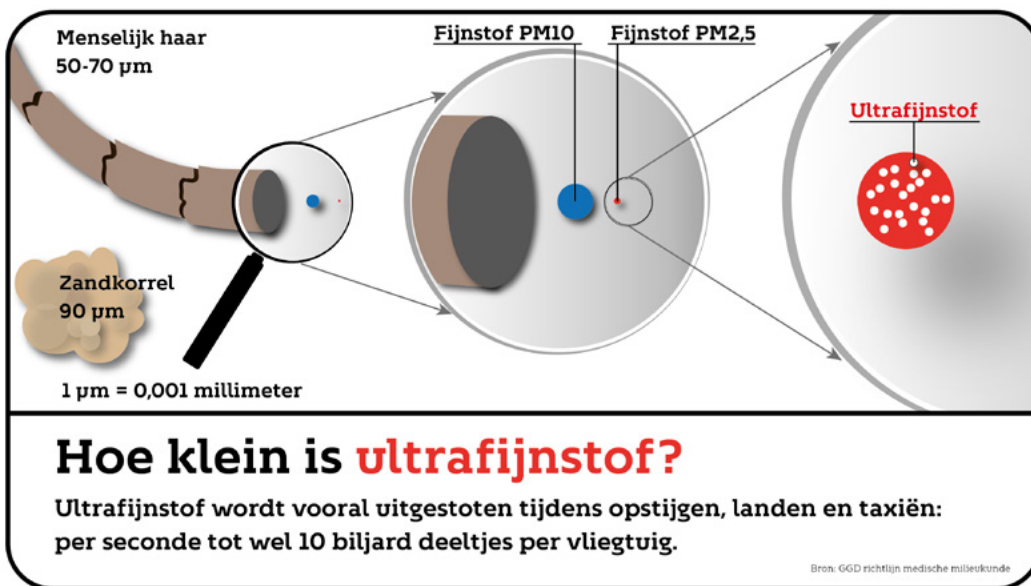 Menselijk haar
50-70 µm
Fijnstof PM10
Fijnstof PM2,5
Ultrafijnstof
Zandkorrel
90 µm
1 µm = 0,001 millimeter
Hoe klein is ultrafijnstof?
Ultrafijnstof wordt vooral uitgestoten tijdens opstijgen, landen en taxiën:
per seconde tot wel 10 biljard deeltjes per vliegtuig.
Bron: GGD richtlijn medische milieukunde